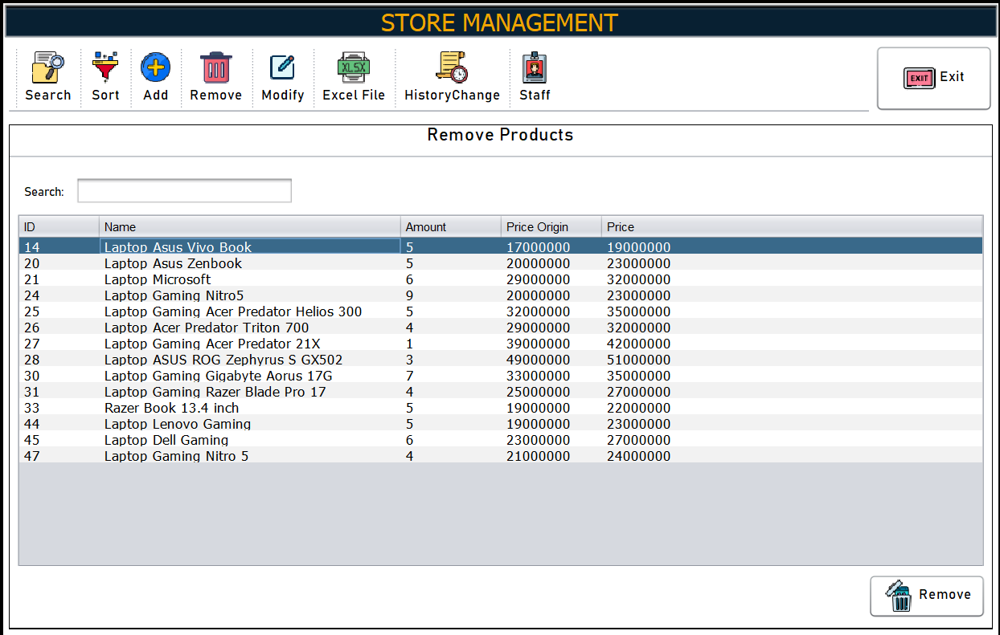 STORE MANAGEMENT
Search Sort Add Remove Modify XLSX Excel File HistoryChange Staff EXIT Exit
Remove Products
Search:
ID Name Amount Price Origin Price
14 Laptop Asus Vivo Book 5 17000000 19000000
20 Laptop Asus Zenbook 5 20000000 23000000
21 Laptop Microsoft 6 29000000 32000000
24 Laptop Gaming Nitro5 9 20000000 23000000
25 Laptop Gaming Acer Predator Helios 300 5 32000000 35000000
26 Laptop Acer Predator Triton 700 4 29000000 32000000
27 Laptop Gaming Acer Predator 21X 1 39000000 42000000
28 Laptop ASUS ROG Zephyrus S GX502 3 49000000 51000000
30 Laptop Gaming Gigabyte Aorus 17G 7 33000000 35000000
31 Laptop Gaming Razer Blade Pro 17 4 25000000 27000000
33 Razer Book 13.4 inch 5 19000000 22000000
44 Laptop Lenovo Gaming 5 19000000 23000000
45 Laptop Dell Gaming 6 23000000 27000000
47 Laptop Gaming Nitro 5 4 21000000 24000000
Remove